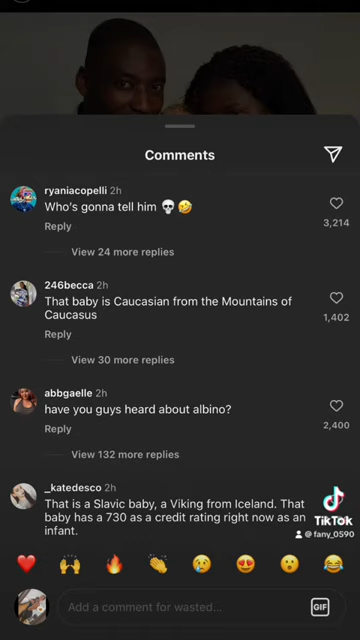 Comments
ryaniacopelli 2h
Who's gonna tell him 💀🤣
Reply
3,214
View 24 more replies
246becca 2h
That baby is Caucasian from the Mountains of
Caucasus
Reply
1,402
View 30 more replies
abbgaelle 2h
have you guys heard about albino?
Reply
2,400
View 132 more replies
_katedesco 2h
That is a Slavic baby, a Viking from Iceland. That
baby has a 730 as a credit rating right now as an
infant.
TikTok
@fany_0590
Add a comment for wasted...
GIF